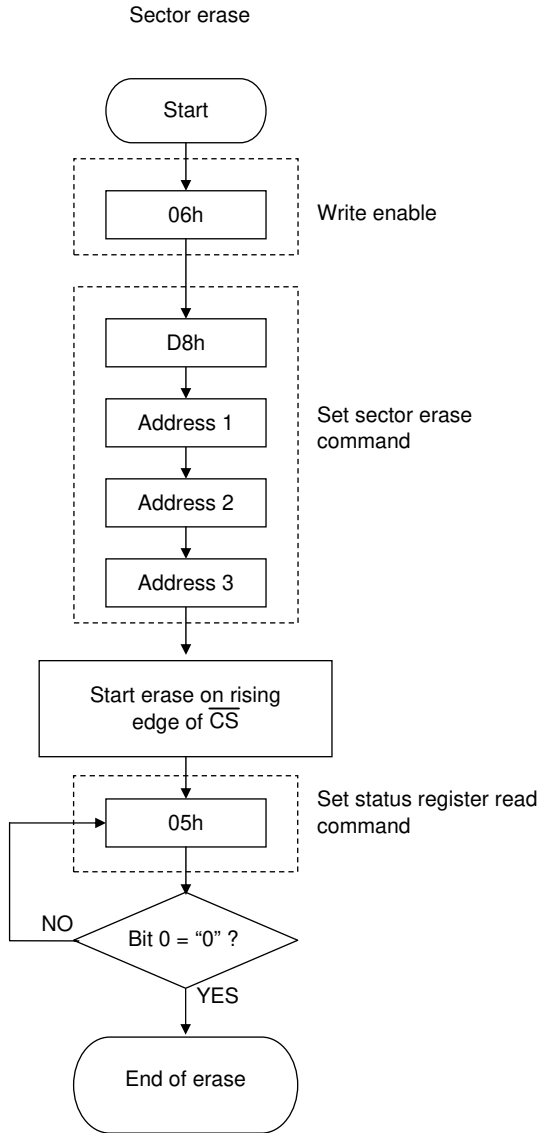 Sector erase
Start
06h
Write enable
D8h
Address 1
Set sector erase
command
Address 2
Address 3
Start erase on rising
edge of C̅S̅
Set status register read
command
05h
NO
Bit 0 = “0” ?
YES
End of erase